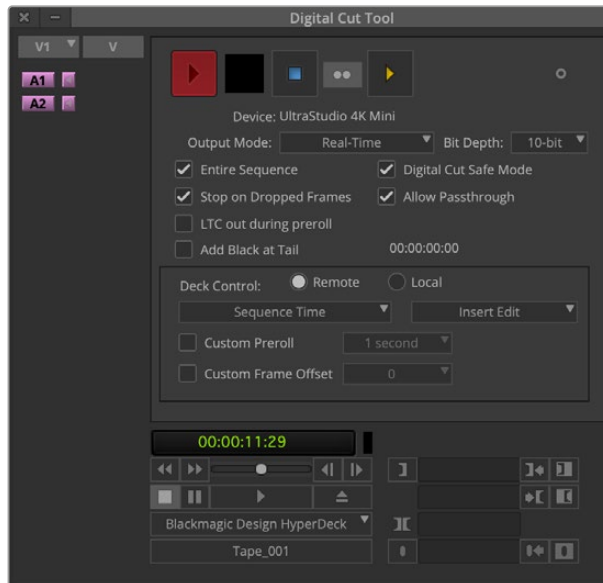 Digital Cut Tool
V1 V
A1
A2
Device: UltraStudio 4K Mini
Output Mode: Real-Time Bit Depth: 10-bit
Entire Sequence Digital Cut Safe Mode
Stop on Dropped Frames Allow Passthrough
LTC out during preroll
Add Black at Tail 00:00:00:00
Deck Control: Remote Local
Sequence Time Insert Edit
Custom Preroll 1 second
Custom Frame Offset 0
00:00:11:29
Blackmagic Design HyperDeck
Tape_001